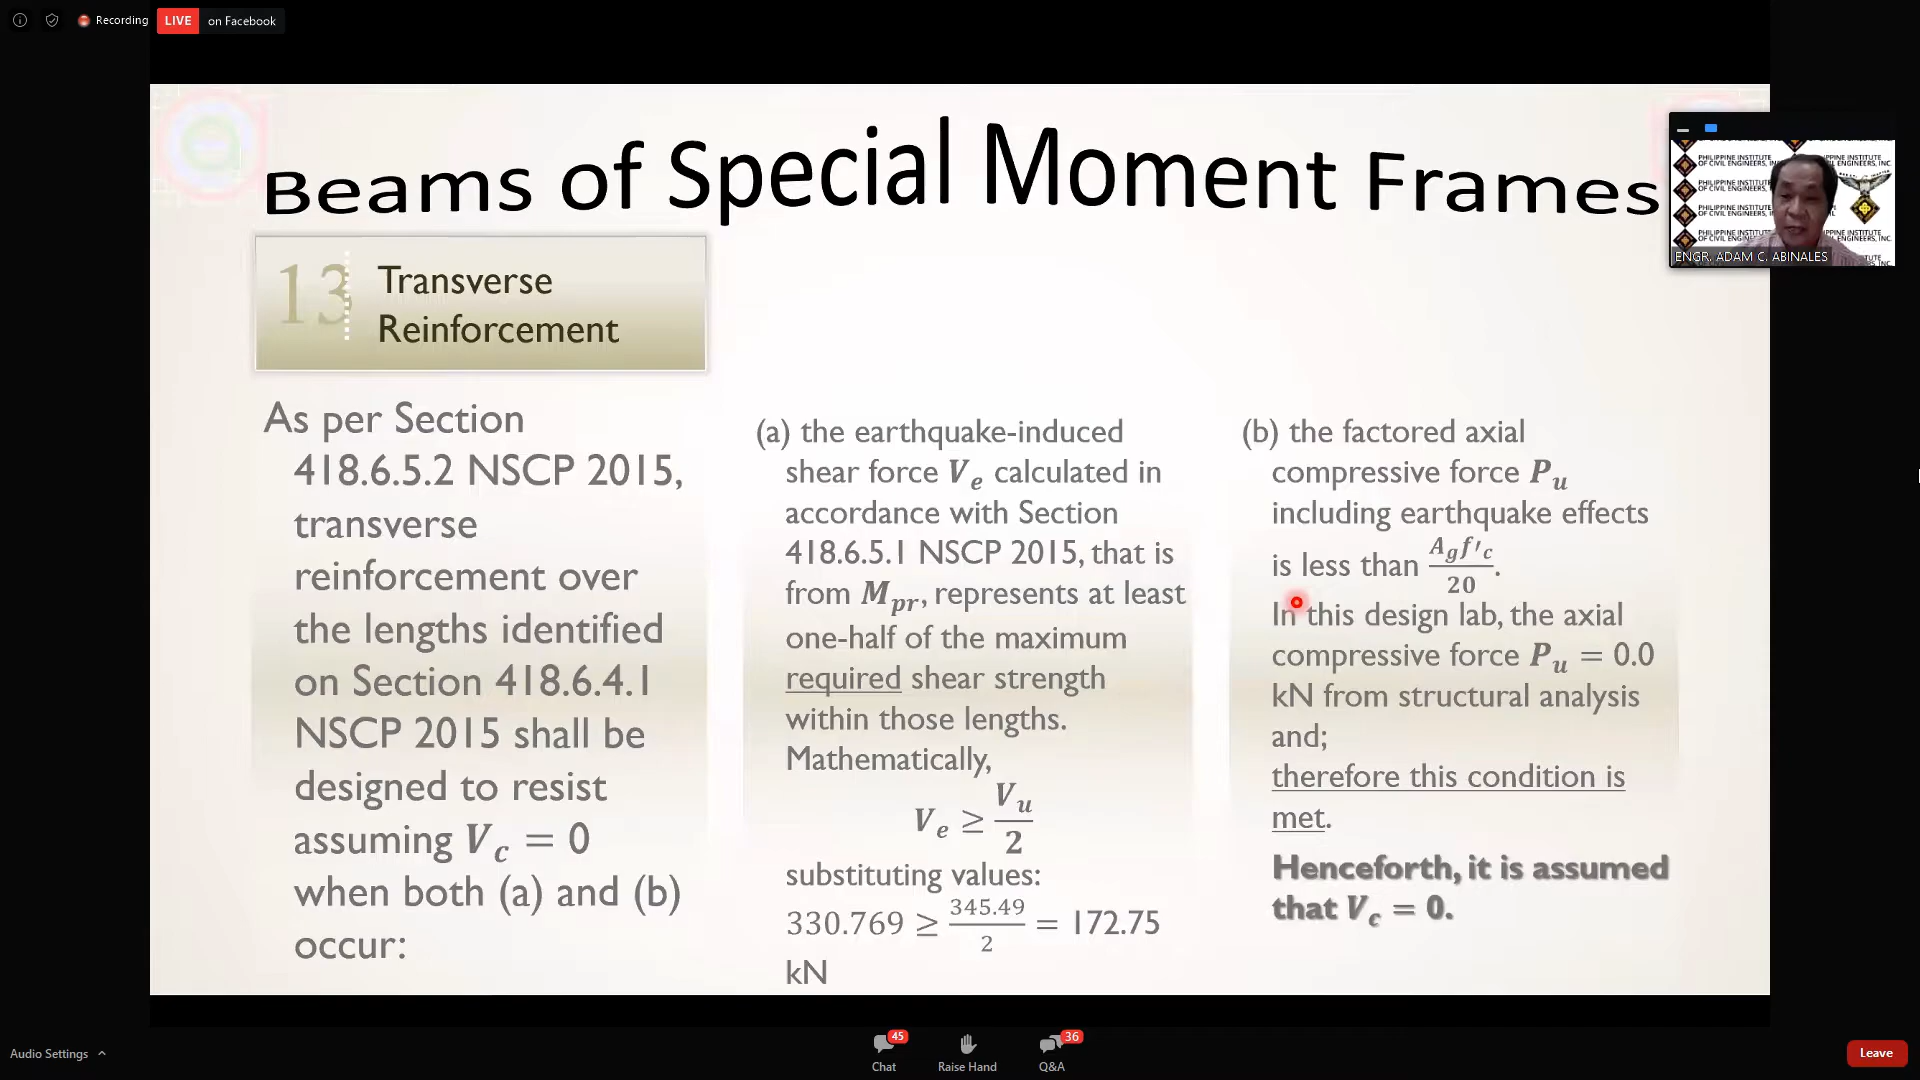 Recording
LIVE on Facebook
Beams of Special Moment Frames
13
Transverse
Reinforcement
As per Section
418.6.5.2 NSCP 2015,
transverse
reinforcement over
the lengths identified
on Section 418.6.4.1
NSCP 2015 shall be
designed to resist
assuming V_c = 0
when both (a) and (b)
occur:
(a) the earthquake-induced
shear force V_e calculated in
accordance with Section
418.6.5.1 NSCP 2015, that is
from M_pr, represents at least
one-half of the maximum
required shear strength
within those lengths.
Mathematically,
V_e ≥ V_u/2
substituting values:
330.769 ≥ 345.49/2 = 172.75
kN
(b) the factored axial
compressive force P_u
including earthquake effects
is less than A_g f′_c/20.
In this design lab, the axial
compressive force P_u = 0.0
kN from structural analysis
and;
therefore this condition is
met.
Henceforth, it is assumed
that V_c = 0.
PHILIPPINE INSTITUTE
OF CIVIL ENGINEERS, INC.
ENGR. ADAM C. ABINALES
Audio Settings
45
Chat
Raise Hand
36
Q&A
Leave